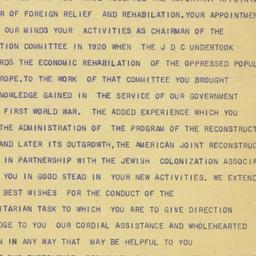 R OF FOREIGN RELIEF AND REHABILATION, YOUR APPOINTMEN
OUR MINDS YOUR ACTIVITIES AS CHAIRMAN OF THE
TION COMMITTEE IN 1920 WHEN THE J D C UNDERTOOK
RDS THE ECONOMIC REHABILATION OF THE OPPRESSED POPUL
ROPE. TO THE WORK OF THAT COMMITTEE YOU BROUGHT
NOWLEDGE GAINED IN THE SERVICE OF OUR GOVERNMENT
FIRST WORLD WAR. THE ADDED EXPERIENCE WHICH YOU
THE ADMINISTRATION OF THE PROGRAM OF THE RECONSTRUCT
AND LATER ITS OUTGROWTH, THE AMERICAN JOINT RECONSTRUC
IN PARTNERSHIP WITH THE JEWISH COLONIZATION ASSOCIA
YOU IN GOOD STEAD IN YOUR NEW ACTIVITIES. WE EXTEND
BEST WISHES FOR THE CONDUCT OF THE
ITARIAN TASK TO WHICH YOU ARE TO GIVE DIRECTION
DGE TO YOU OUR CORDIAL ASSISTANCE AND WHOLEHEARTED
N IN ANY WAY THAT MAY BE HELPFUL TO YOU